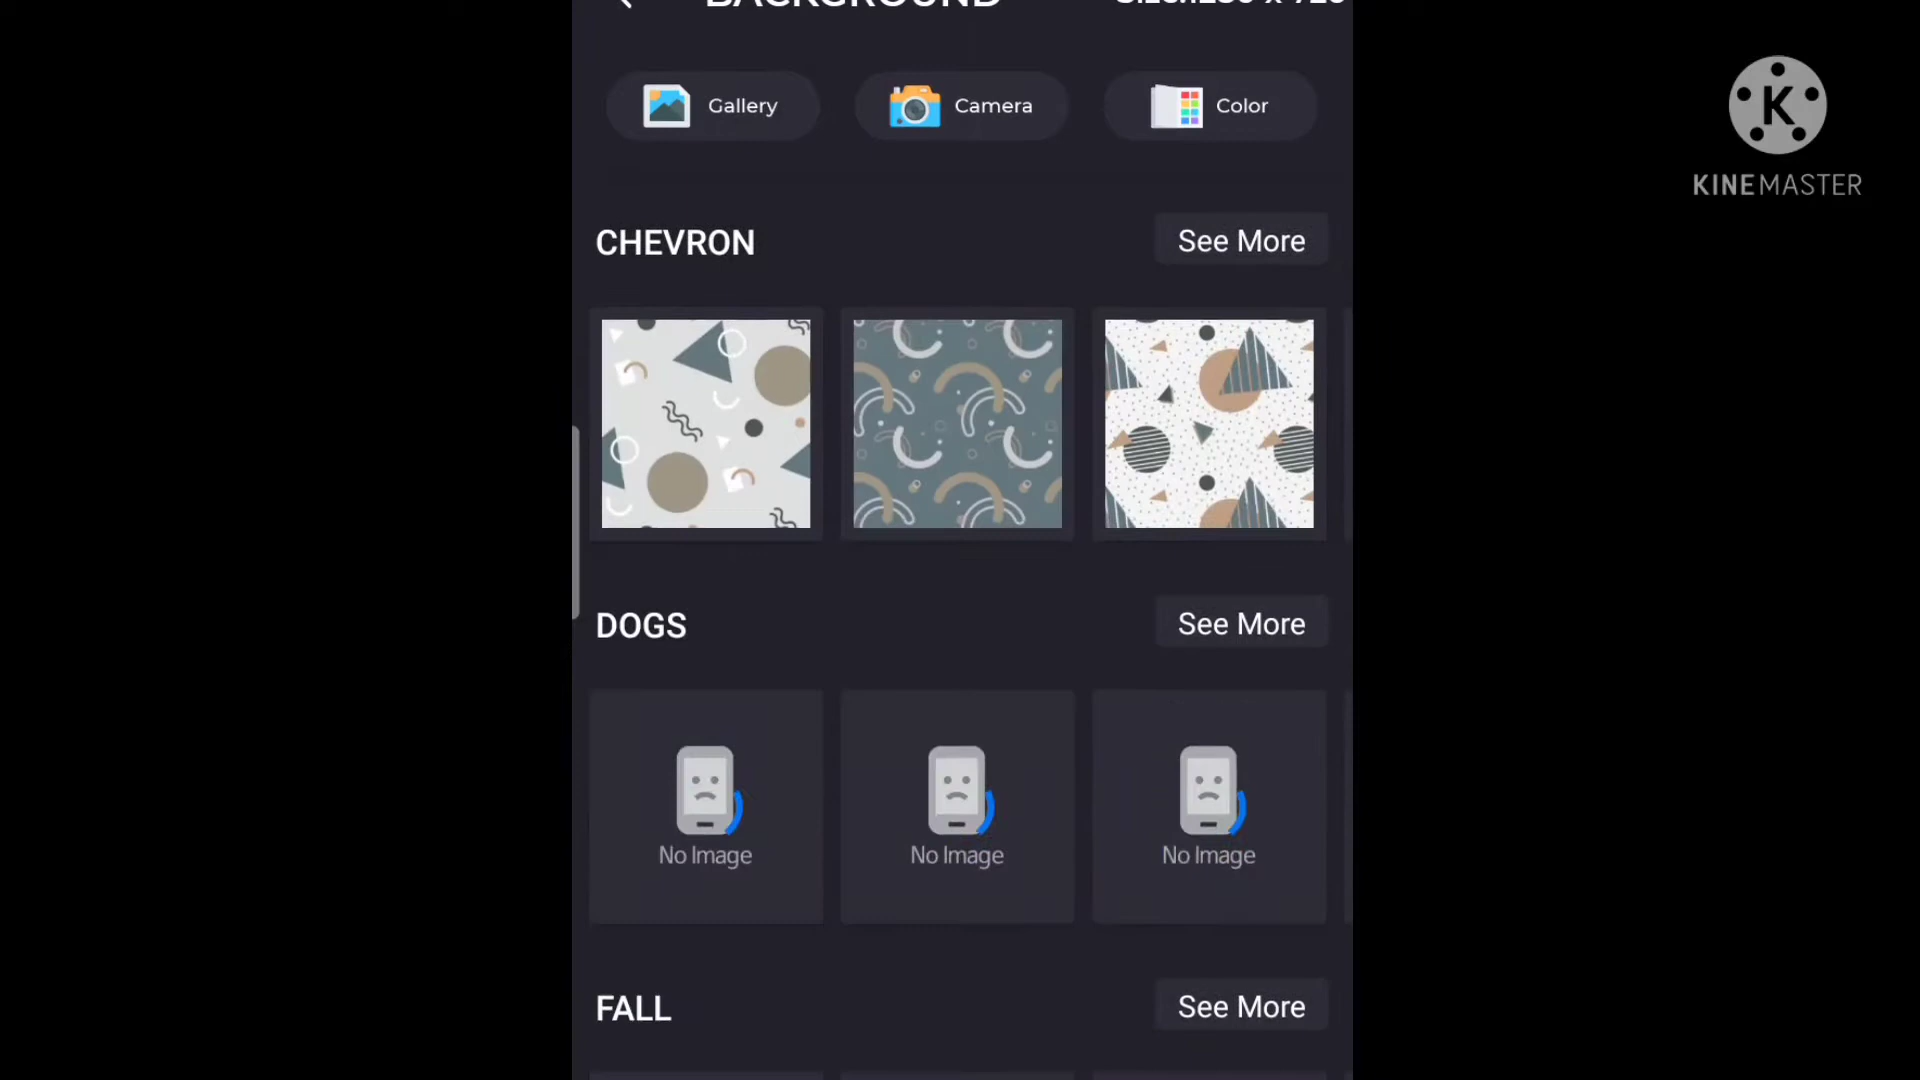 BACKGROUND
Gallery
Camera
Color
K
KINEMASTER
CHEVRON
See More
DOGS
See More
No Image
No Image
No Image
FALL
See More